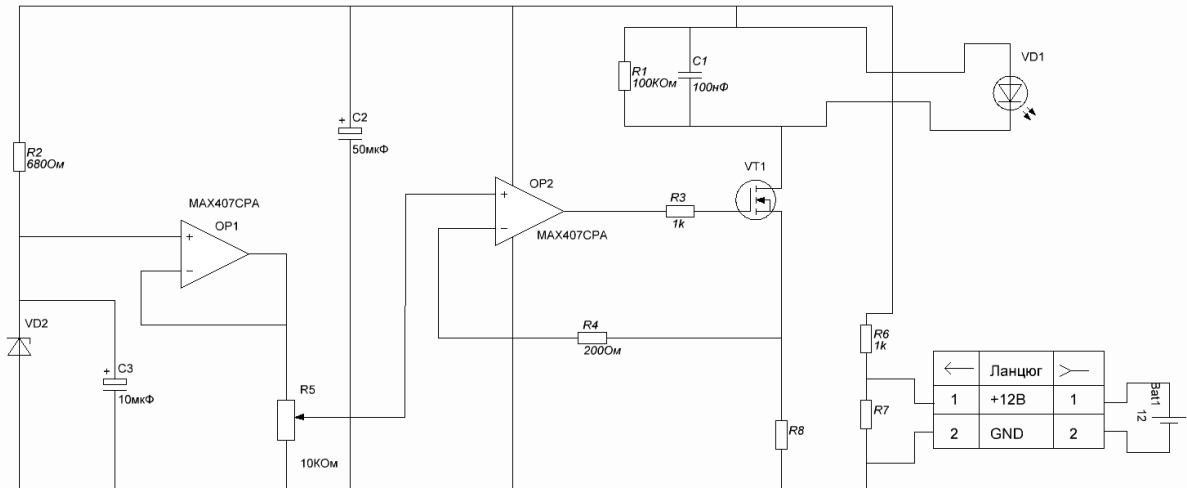 R1
100КОм
C1
100нФ
VD1
C2
50мкФ
R2
680Ом
MAX407CPA
OP1
OP2
MAX407CPA
VT1
R3
1k
VD2
R4
200Ом
R6
1k
C3
10мкФ
R5
10КОм
R7
R8
Ланцюг
1 +12В 1
2 GND 2
Bat1
12